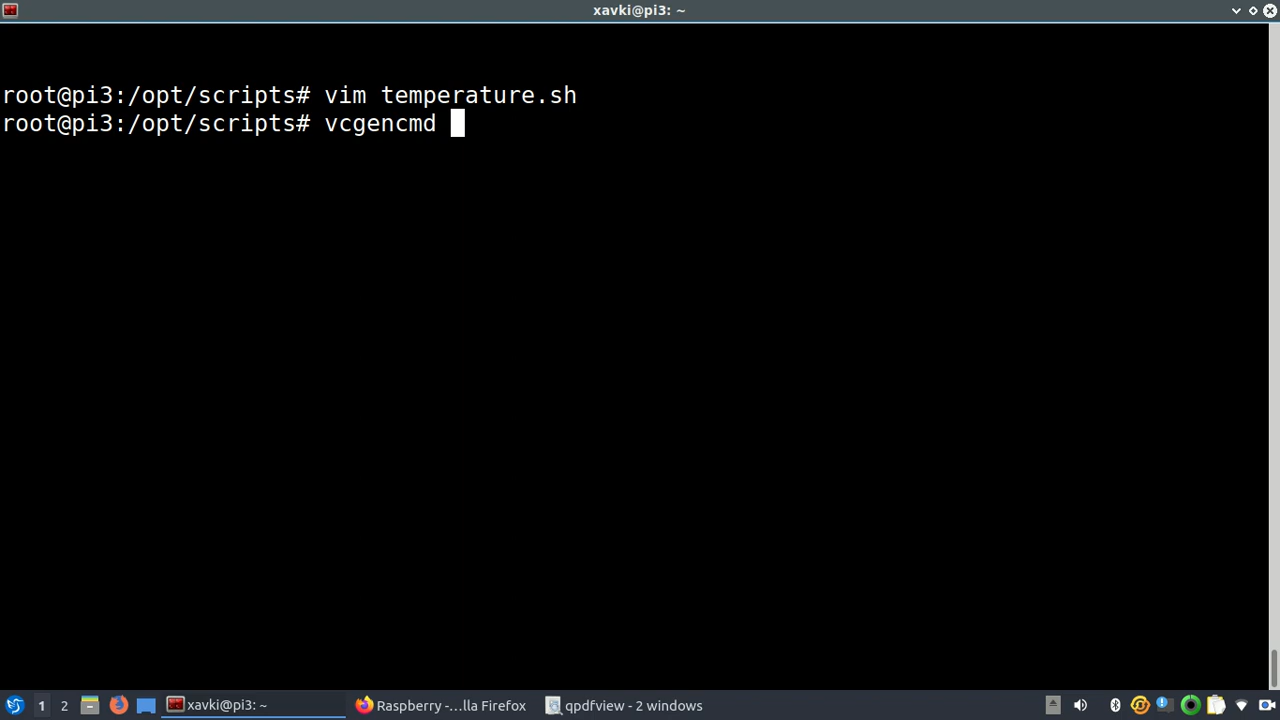 xavki@pi3: ~
root@pi3:/opt/scripts# vim temperature.sh
root@pi3:/opt/scripts# vcgencmd
1 2 xavki@pi3: ~ Raspberry -...lla Firefox qpdfview - 2 windows